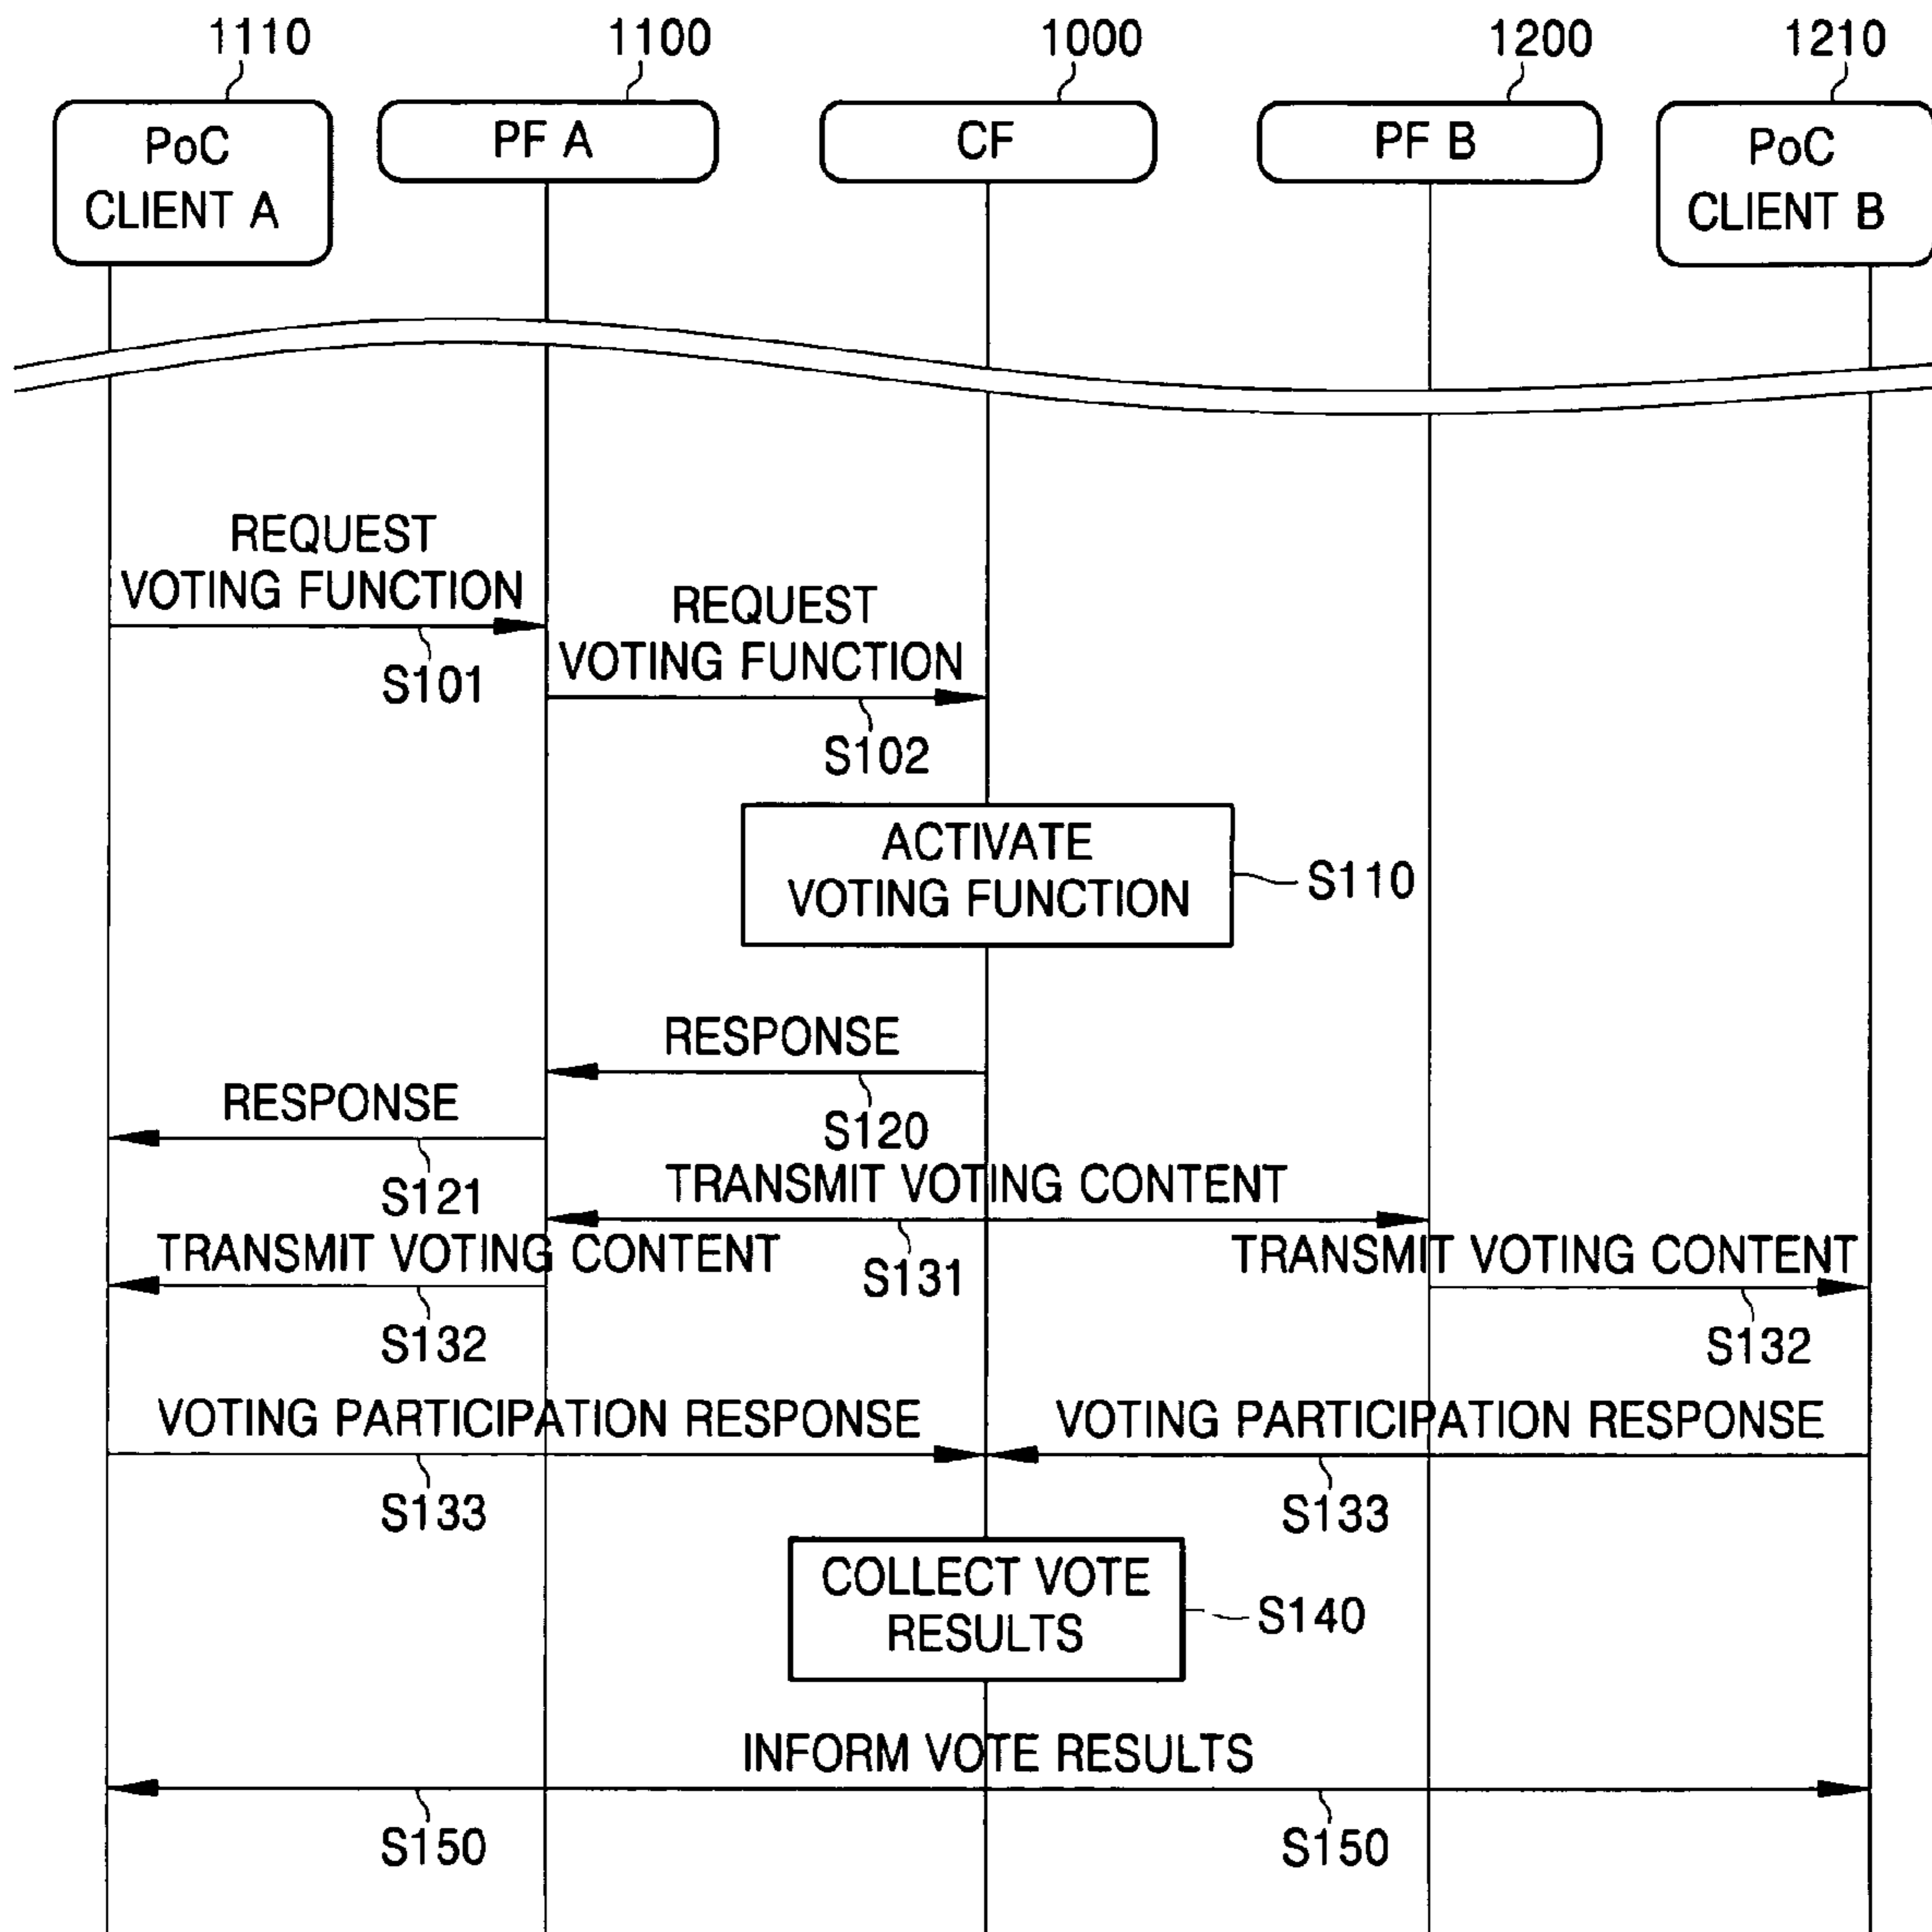 1110
1100
1000
1200
1210
PoC
CLIENT A
PF A
CF
PF B
PoC
CLIENT B
REQUEST
VOTING FUNCTION
S101
REQUEST
VOTING FUNCTION
S102
ACTIVATE
VOTING FUNCTION
S110
RESPONSE
S120
RESPONSE
S121
TRANSMIT VOTING CONTENT
S131
TRANSMIT VOTING CONTENT
S132
TRANSMIT VOTING CONTENT
S132
VOTING PARTICIPATION RESPONSE
S133
VOTING PARTICIPATION RESPONSE
S133
COLLECT VOTE
RESULTS
S140
INFORM VOTE RESULTS
S150
S150